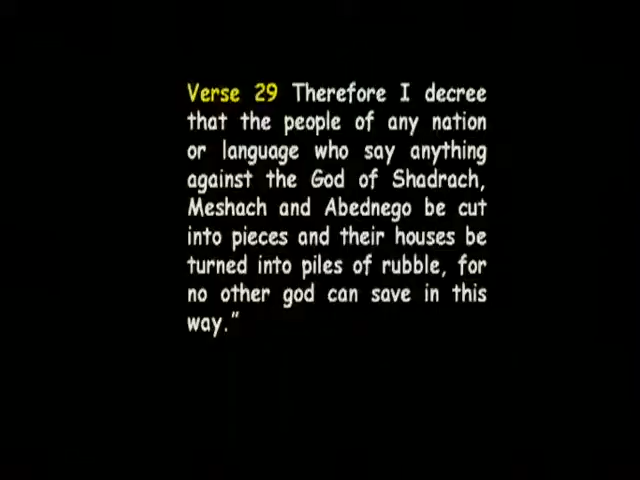 Verse 29 Therefore I decree
that the people of any nation
or language who say anything
against the God of Shadrach,
Meshach and Abednego be cut
into pieces and their houses be
turned into piles of rubble, for
no other god can save in this
way.”